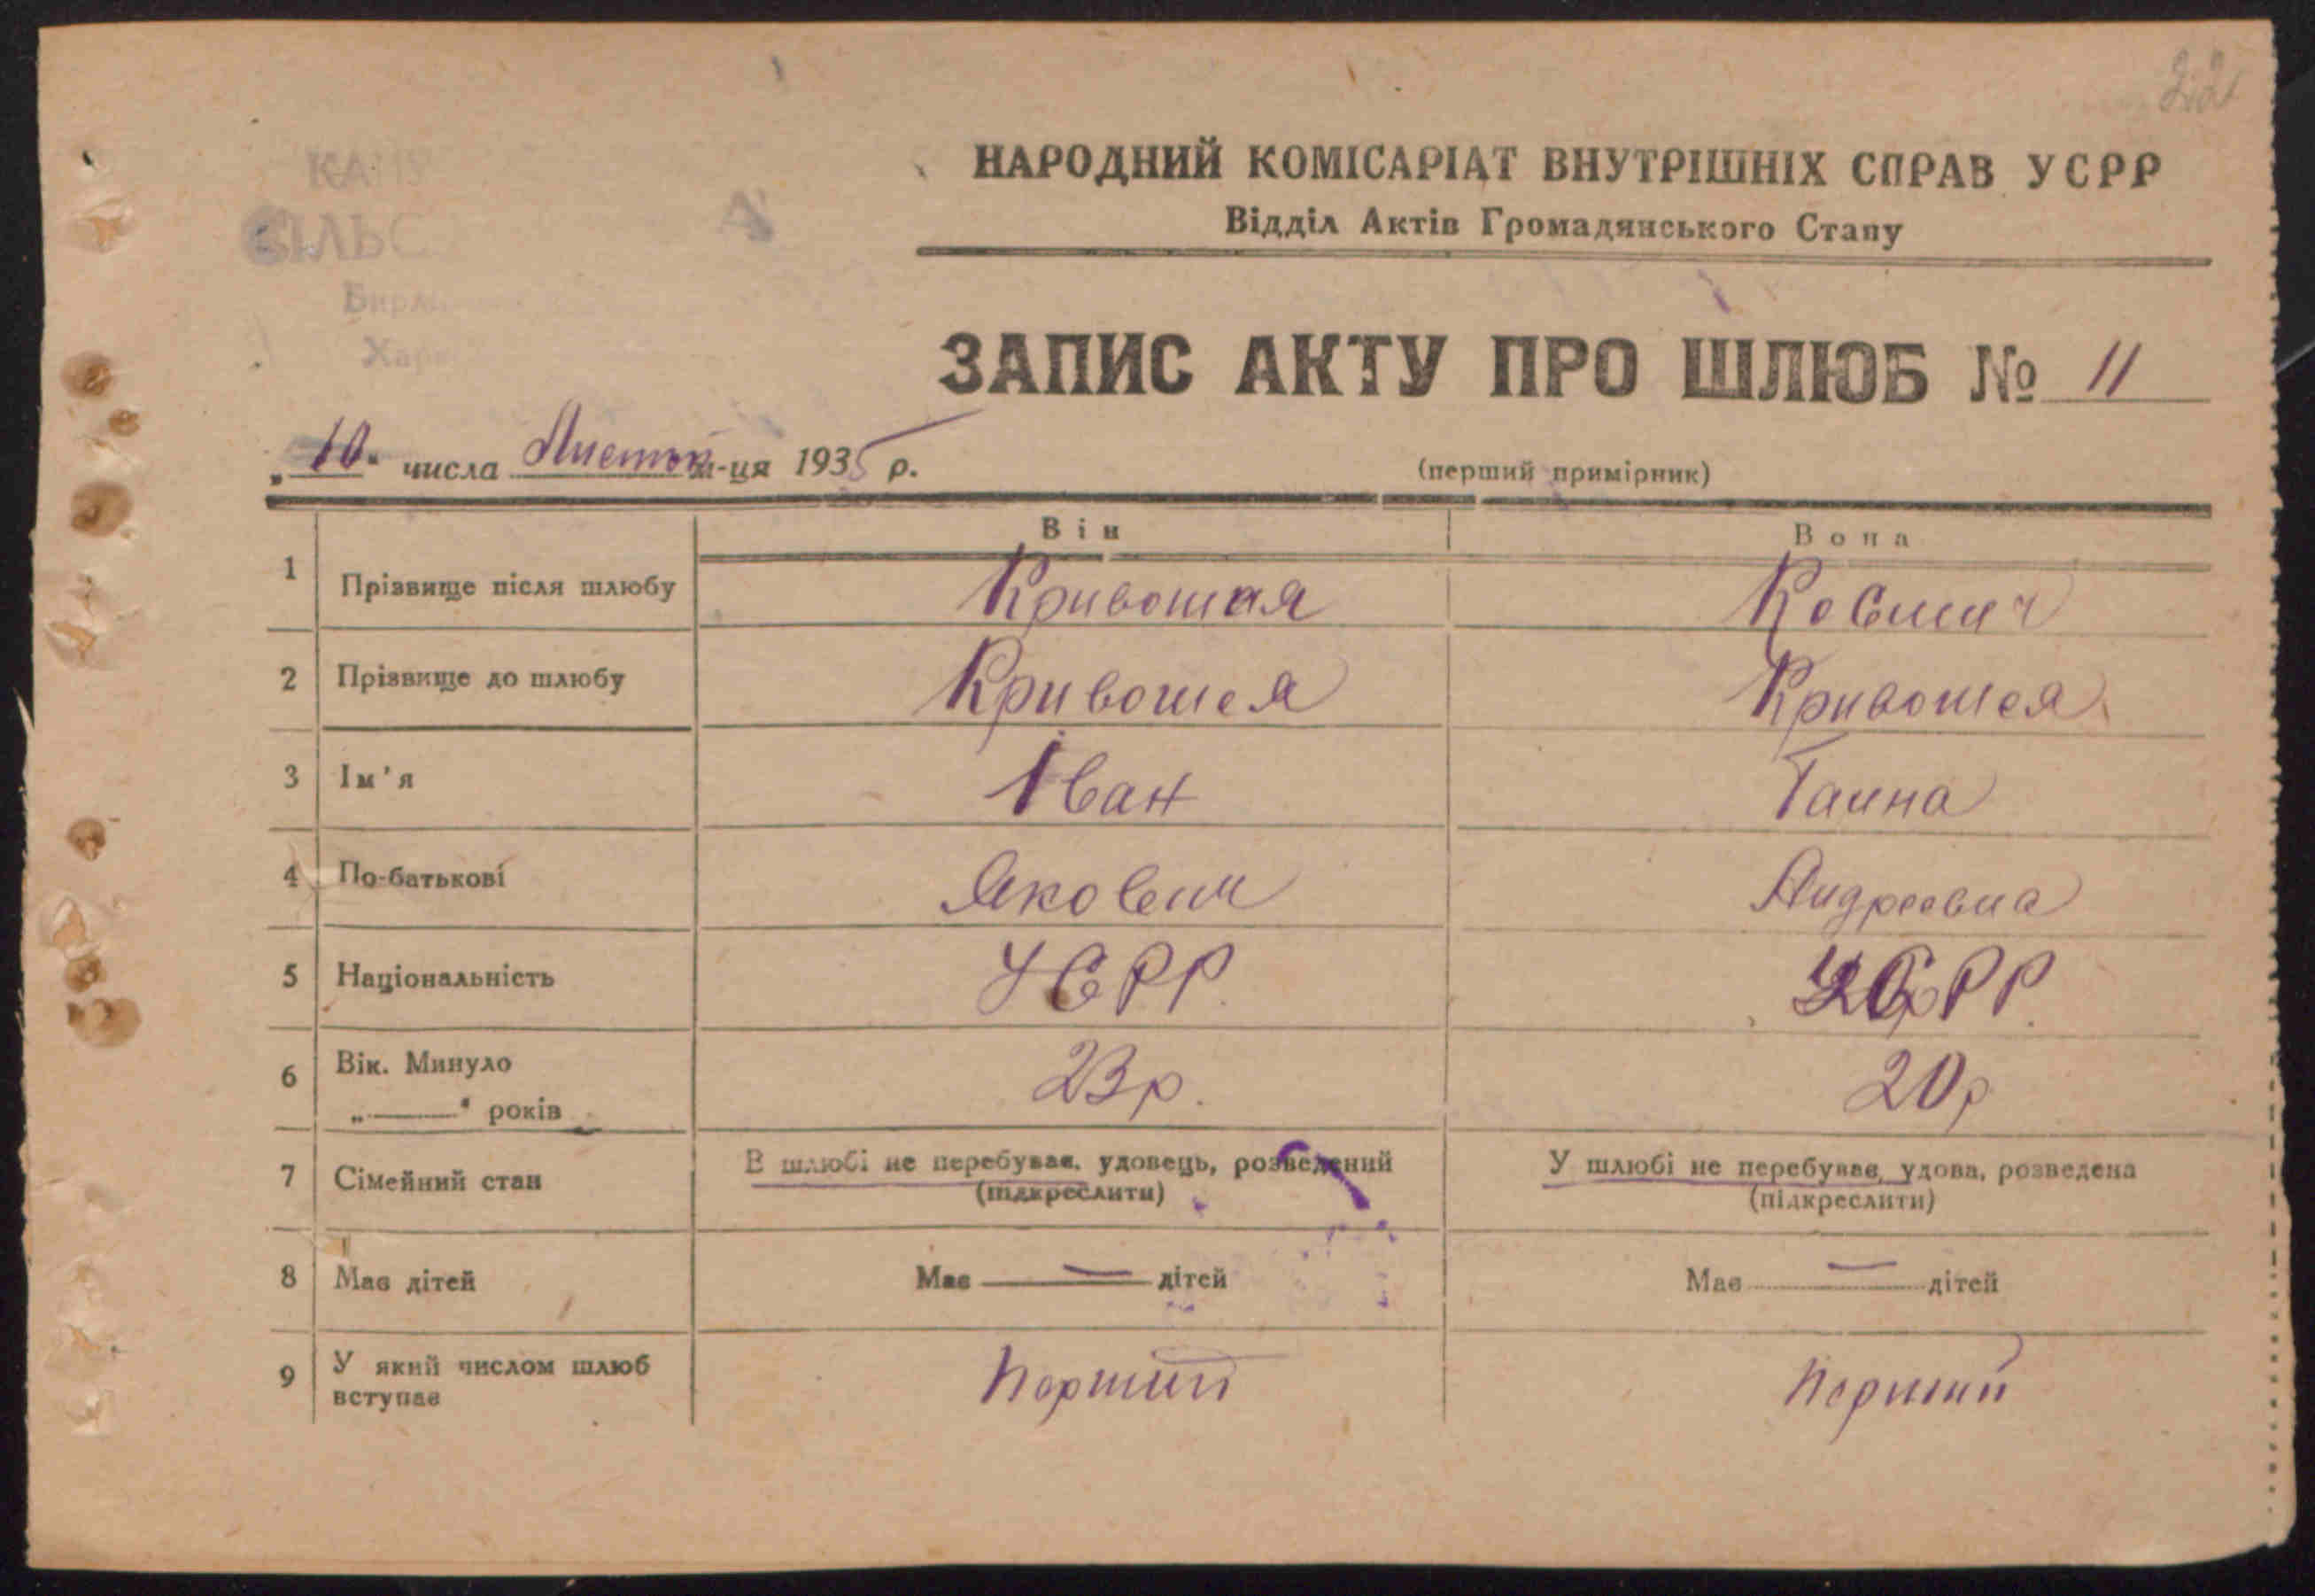 22
НАРОДНИЙ КОМІСАРІАТ ВНУТРІШНІХ СПРАВ УСРР
Відділ Актів Громадянського Стану
ЗАПИС АКТУ ПРО ШЛЮБ № 11
„10“ числа Листоп м-ця 1935 р.
(перший примірник)
Він Вона
1 Прізвище після шлюбу Кривошая
2 Прізвище до шлюбу Кривошея Кривошея
3 Ім'я Іван Ганна
4 По-батькові Якович Андреевна
5 Національність УСРР УСРР
6 Вік. Минуло
„——“ років 23р. 20р
7 Сімейний стан В шлюбі не перебував, удовець, розведений У шлюбі не перебував, удова, розведена
(підкреслити) (підкреслити)
8 Має дітей Має — дітей Має — дітей
9 У який числом шлюб
вступає Перший Перший